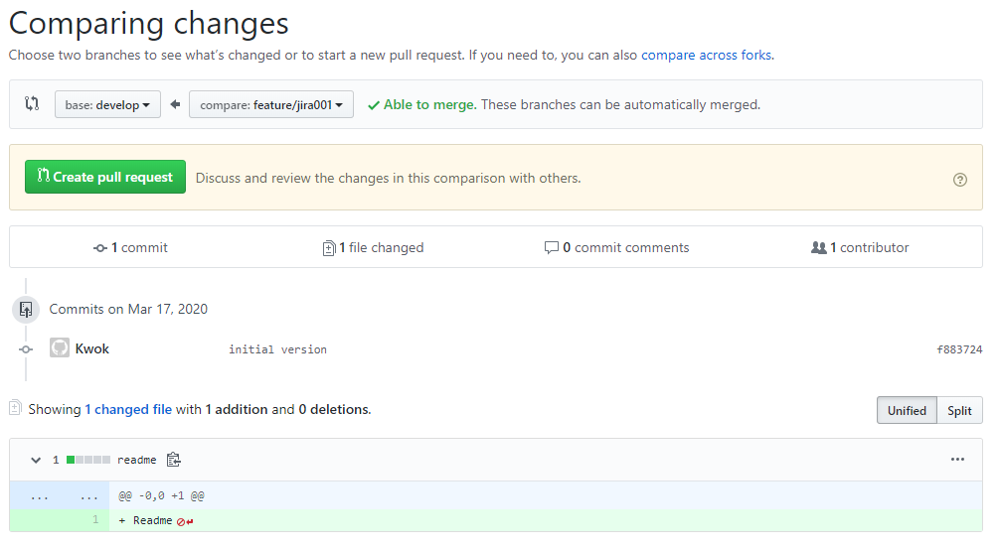 Comparing changes
Choose two branches to see what's changed or to start a new pull request. If you need to, you can also compare across forks.
base: develop compare: feature/jira001 Able to merge. These branches can be automatically merged.
Create pull request Discuss and review the changes in this comparison with others.
1 commit 1 file changed 0 commit comments 1 contributor
Commits on Mar 17, 2020
Kwok initial version f883724
Showing 1 changed file with 1 addition and 0 deletions. Unified Split
1 readme ...
... ... @@ -0,0 +1 @@
1 + Readme